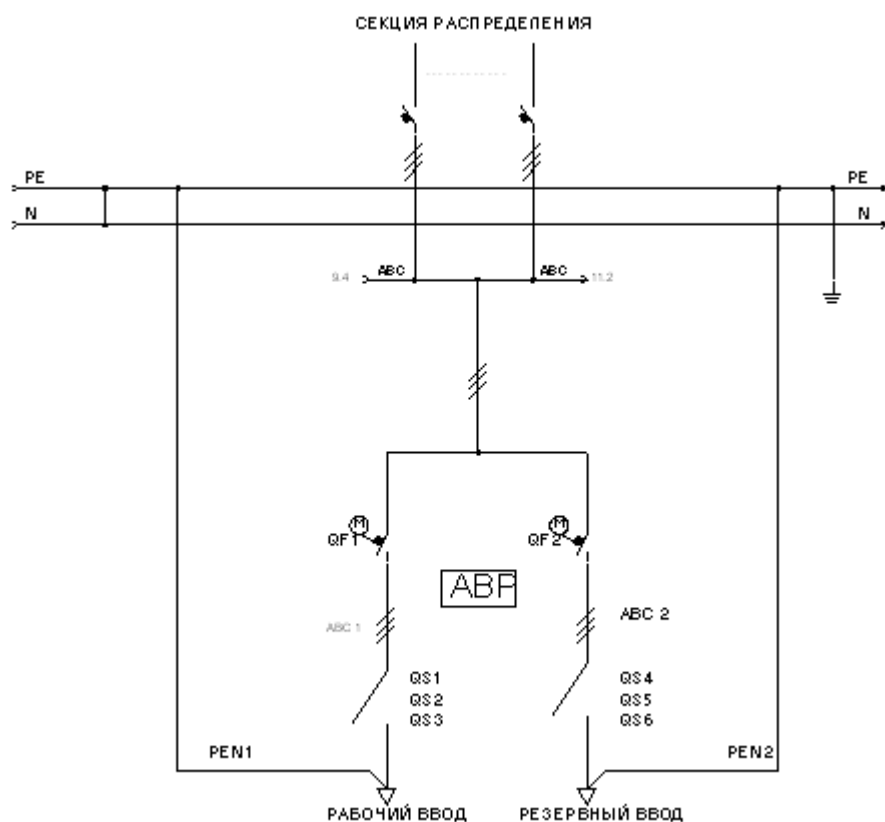 СЕКЦИЯ РАСПРЕДЕЛЕНИЯ
PE PE
N N
9.4 ABC ABC 11.2
M M
QF1 QF2
АВР
ABC 1 ABC 2
QS1 QS4
QS2 QS5
QS3 QS6
PEN1 PEN2
РАБОЧИЙ ВВОД РЕЗЕРВНЫЙ ВВОД